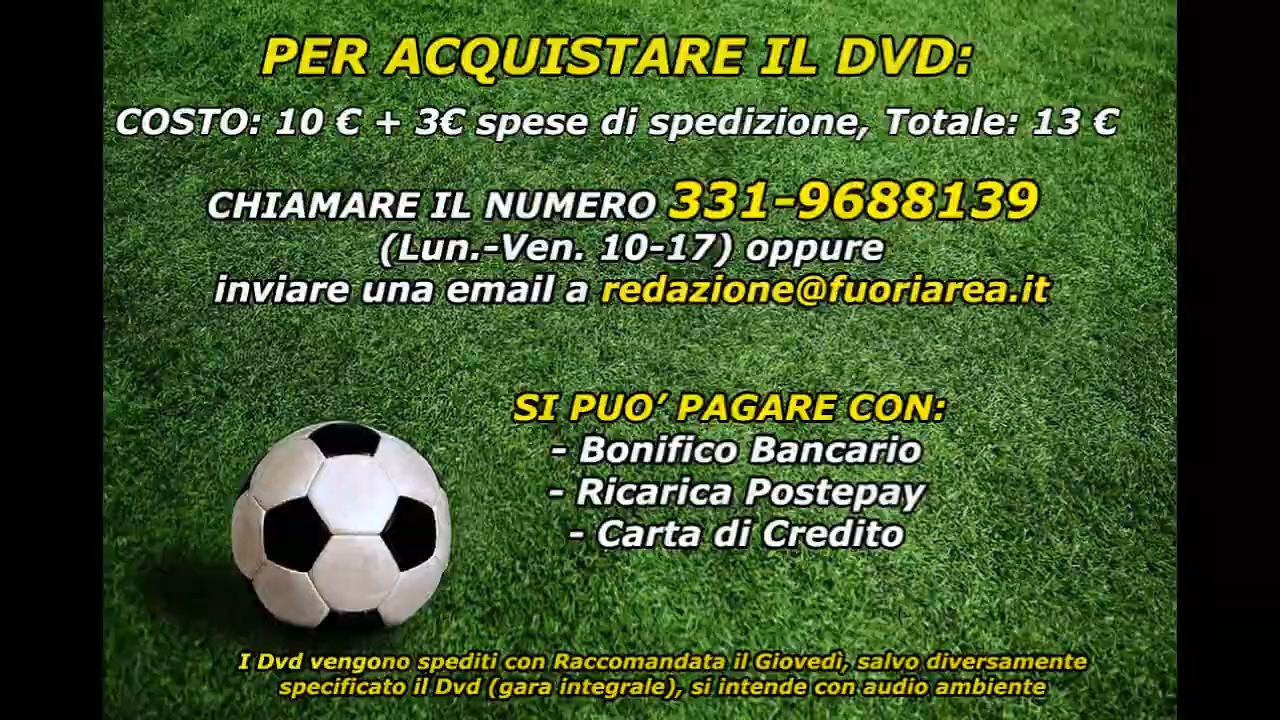 PER ACQUISTARE IL DVD:
COSTO: 10 € + 3€ spese di spedizione, Totale: 13 €
CHIAMARE IL NUMERO 331-9688139
(Lun.-Ven. 10-17) oppure
inviare una email a redazione@fuoriarea.it
SI PUO’ PAGARE CON:
- Bonifico Bancario
- Ricarica Postepay
- Carta di Credito
I Dvd vengono spediti con Raccomandata il Giovedì, salvo diversamente
specificato il Dvd (gara integrale), si intende con audio ambiente